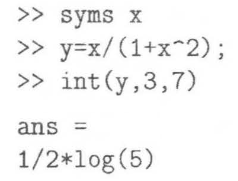 >> syms x
>> y=x/(1+x^2);
>> int(y,3,7)
ans =
1/2*log(5)